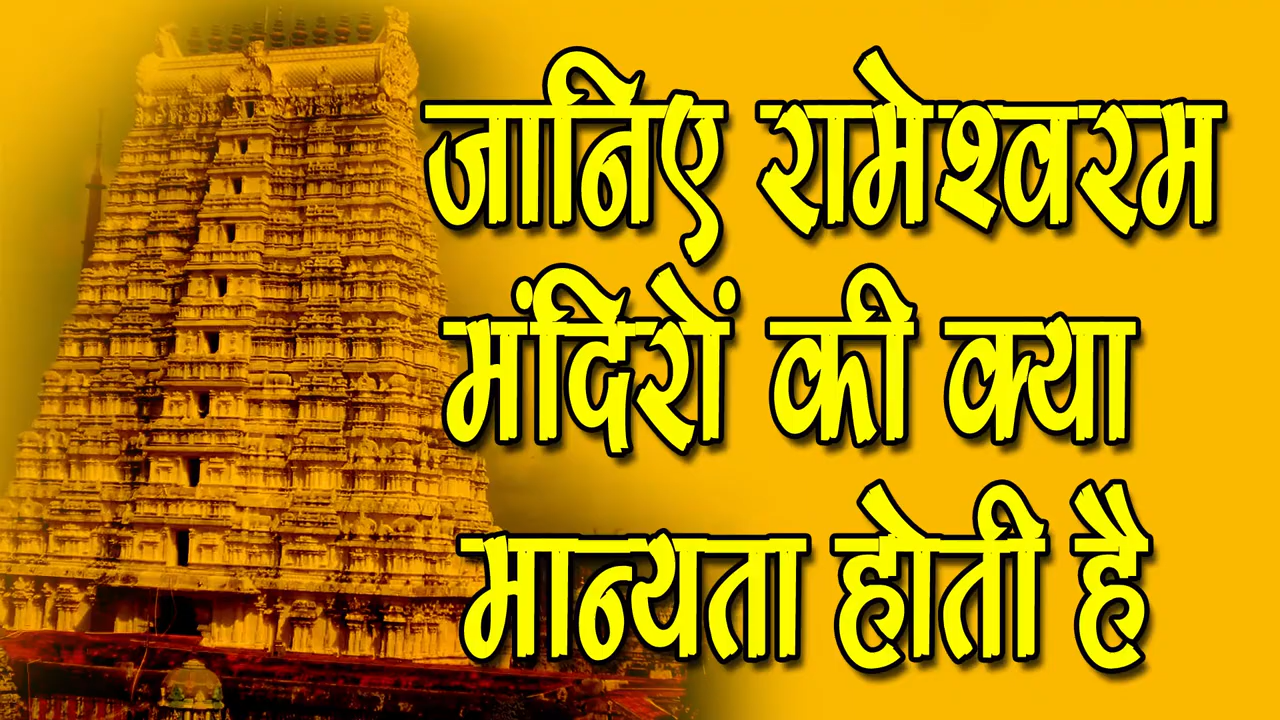 जानिए रामेश्वरम
मंदिरों की क्या
मान्यता होती है